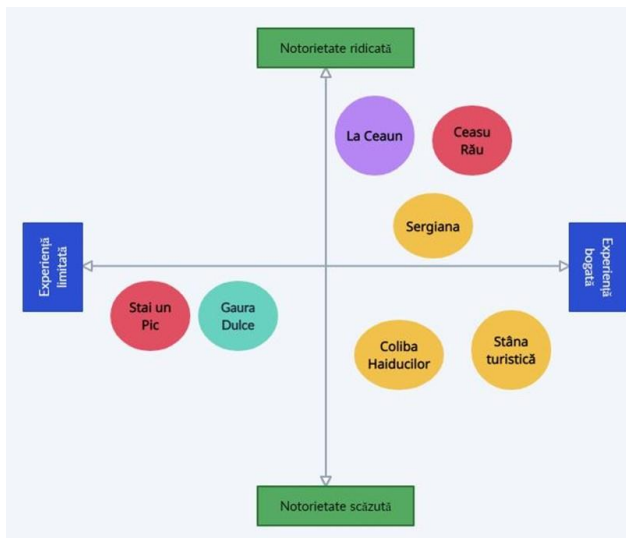 Notorietate ridicată
La Ceaun
Ceasu
Rău
Sergiana
Experiență
limitată
Experiență
bogată
Stai un
Pic
Gaura
Dulce
Coliba
Haiducilor
Stâna
turistică
Notorietate scăzută